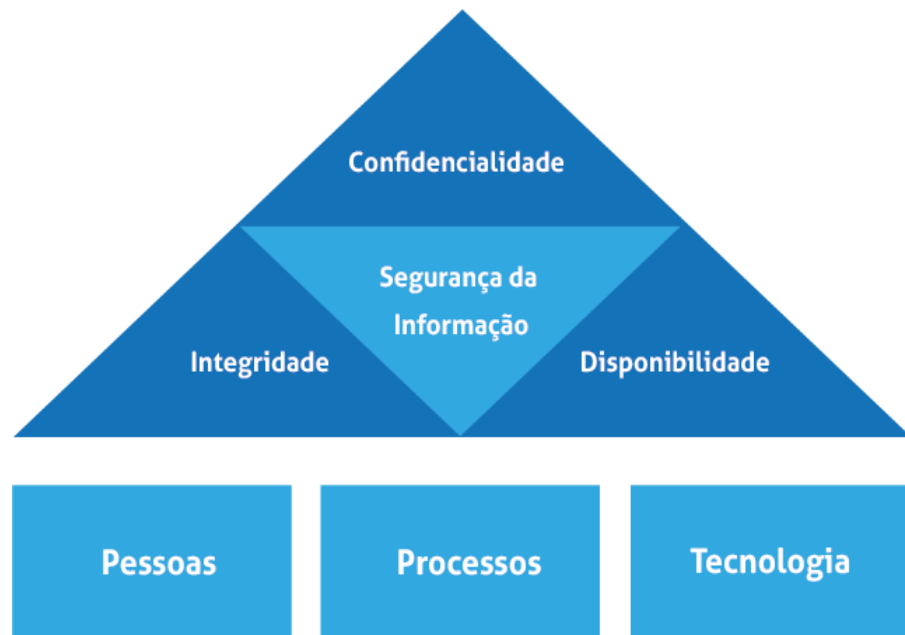 Confidencialidade
Segurança da
Informação
Integridade
Disponibilidade
Pessoas
Processos
Tecnologia